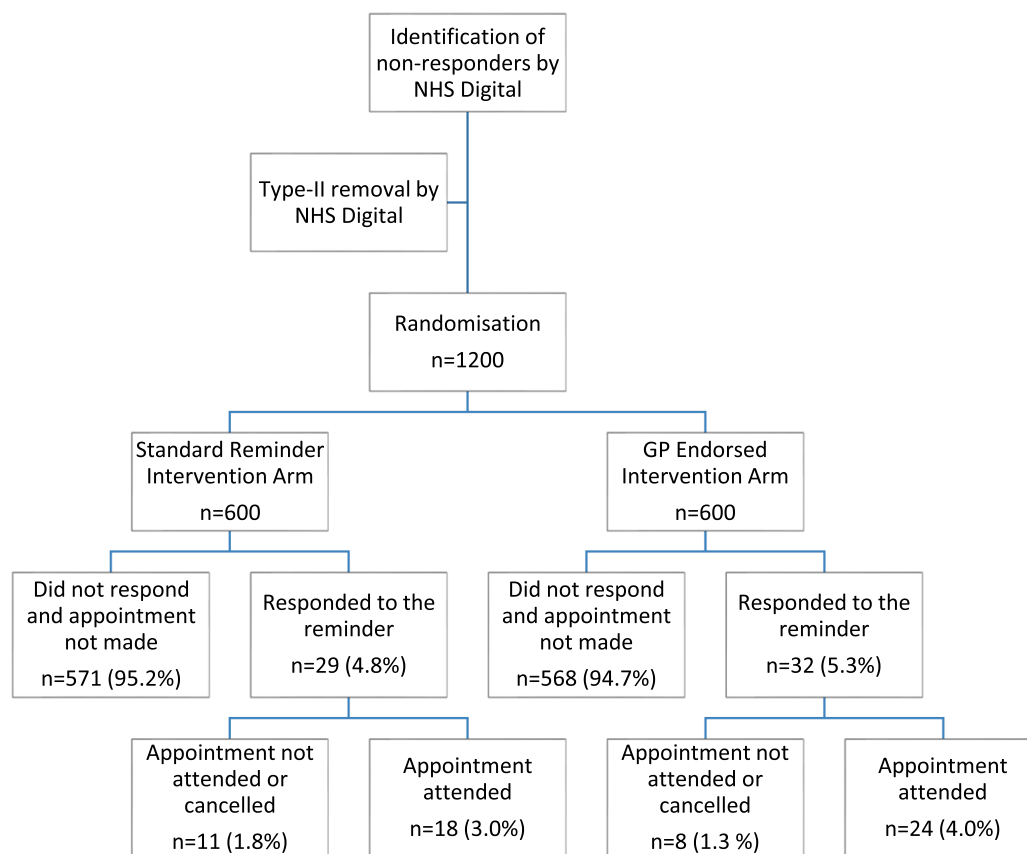 Identification of
non-responders by
NHS Digital
Type-II removal by
NHS Digital
Randomisation
n=1200
Standard Reminder
Intervention Arm
n=600
GP Endorsed
Intervention Arm
n=600
Did not respond
and appointment
not made
n=571 (95.2%)
Responded to the
reminder
n=29 (4.8%)
Did not respond
and appointment
not made
n=568 (94.7%)
Responded to the
reminder
n=32 (5.3%)
Appointment not
attended or
cancelled
n=11 (1.8%)
Appointment
attended
n=18 (3.0%)
Appointment not
attended or
cancelled
n=8 (1.3 %)
Appointment
attended
n=24 (4.0%)